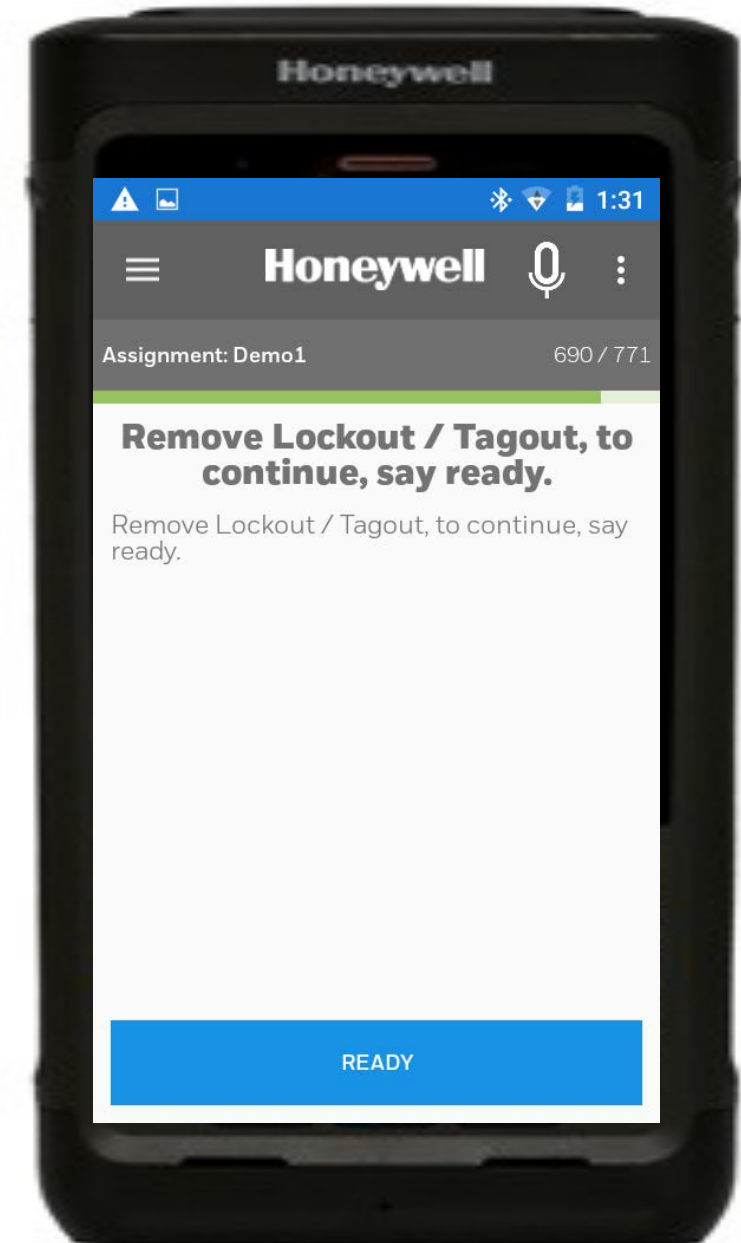 Honeywell
1:31
Honeywell
Assignment: Demo1 690 / 771
Remove Lockout / Tagout, to
continue, say ready.
Remove Lockout / Tagout, to continue, say
ready.
READY